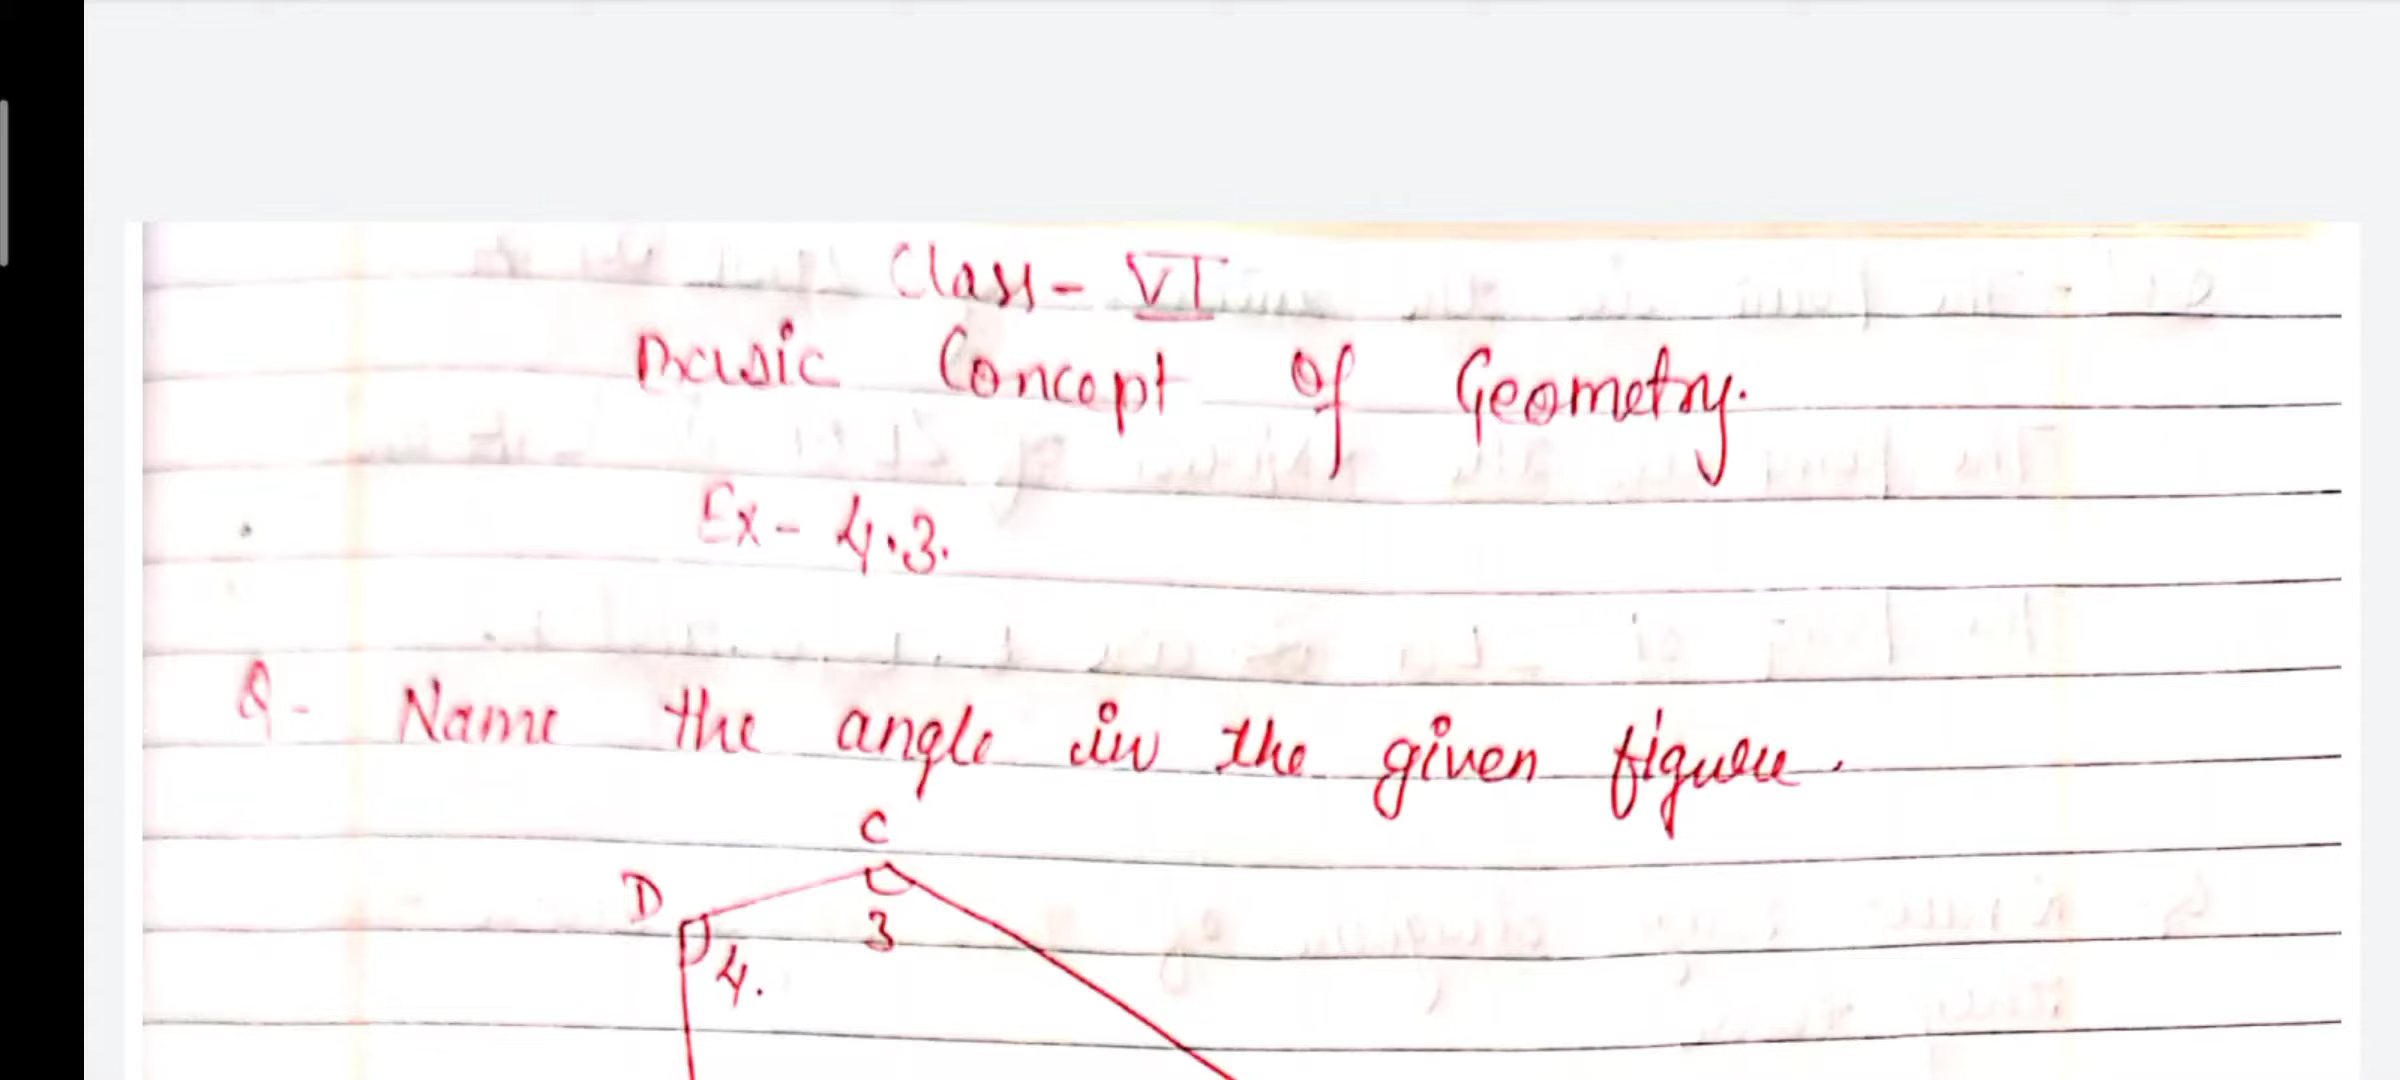 Class - VI
Basic Concept of Geometry.
Ex - 4.3.
Q - Name the angle in the given figure.
C
D
3
4.